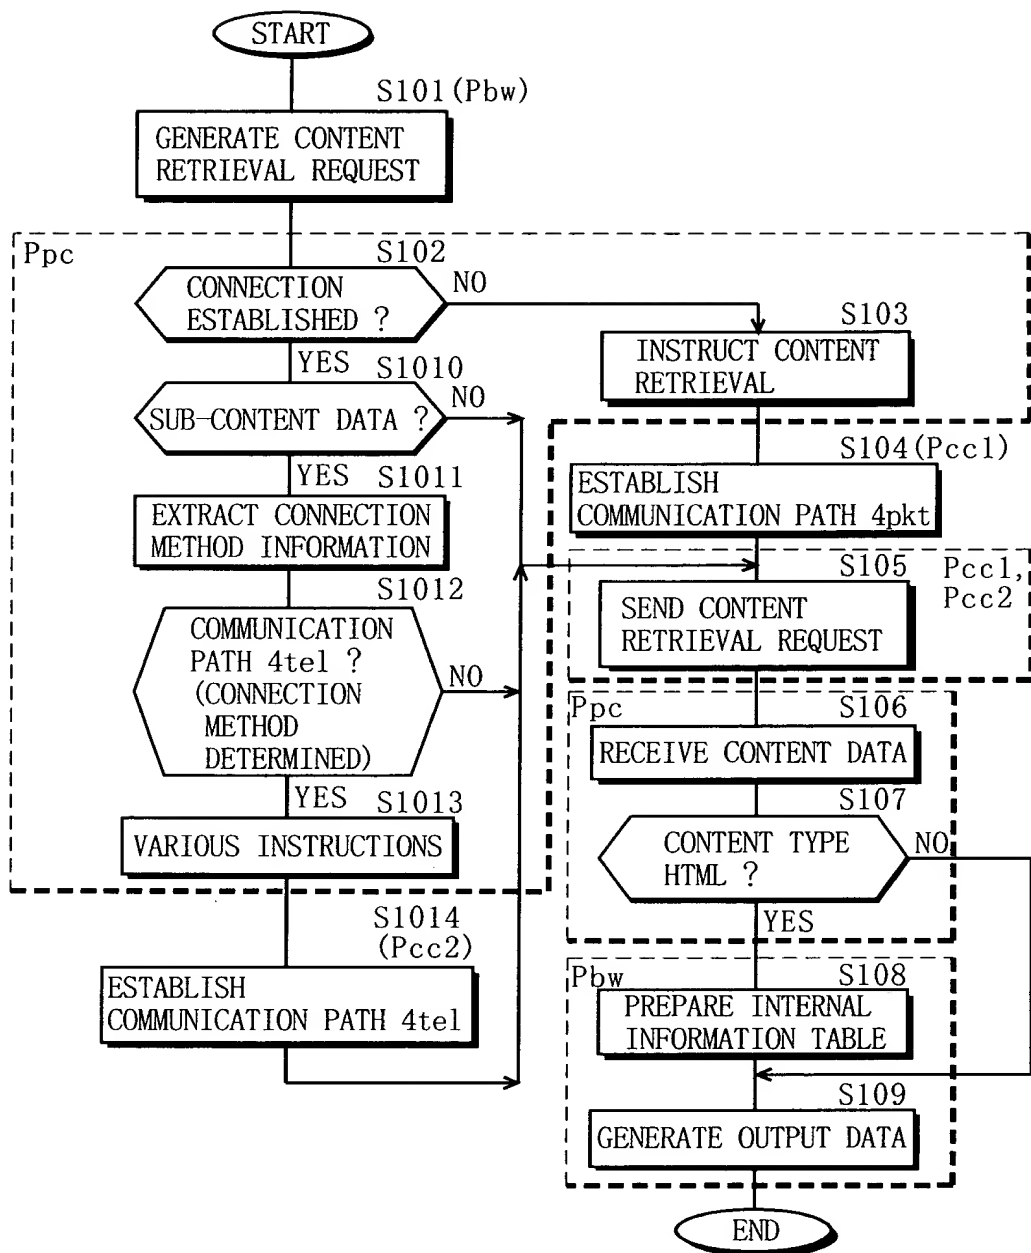 START
S101(Pbw)
GENERATE CONTENT
RETRIEVAL REQUEST
Ppc
S102
CONNECTION
ESTABLISHED ?
NO
YES
S103
INSTRUCT CONTENT
RETRIEVAL
S1010
SUB-CONTENT DATA ?
NO
YES
S1011
EXTRACT CONNECTION
METHOD INFORMATION
S1012
COMMUNICATION
PATH 4tel ?
(CONNECTION
METHOD
DETERMINED)
NO
YES
S1013
VARIOUS INSTRUCTIONS
S1014
(Pcc2)
ESTABLISH
COMMUNICATION PATH 4tel
S104(Pcc1)
ESTABLISH
COMMUNICATION PATH 4pkt
S105
Pcc1,
Pcc2
SEND CONTENT
RETRIEVAL REQUEST
Ppc
S106
RECEIVE CONTENT DATA
S107
CONTENT TYPE
HTML ?
NO
YES
Pbw
S108
PREPARE INTERNAL
INFORMATION TABLE
S109
GENERATE OUTPUT DATA
END